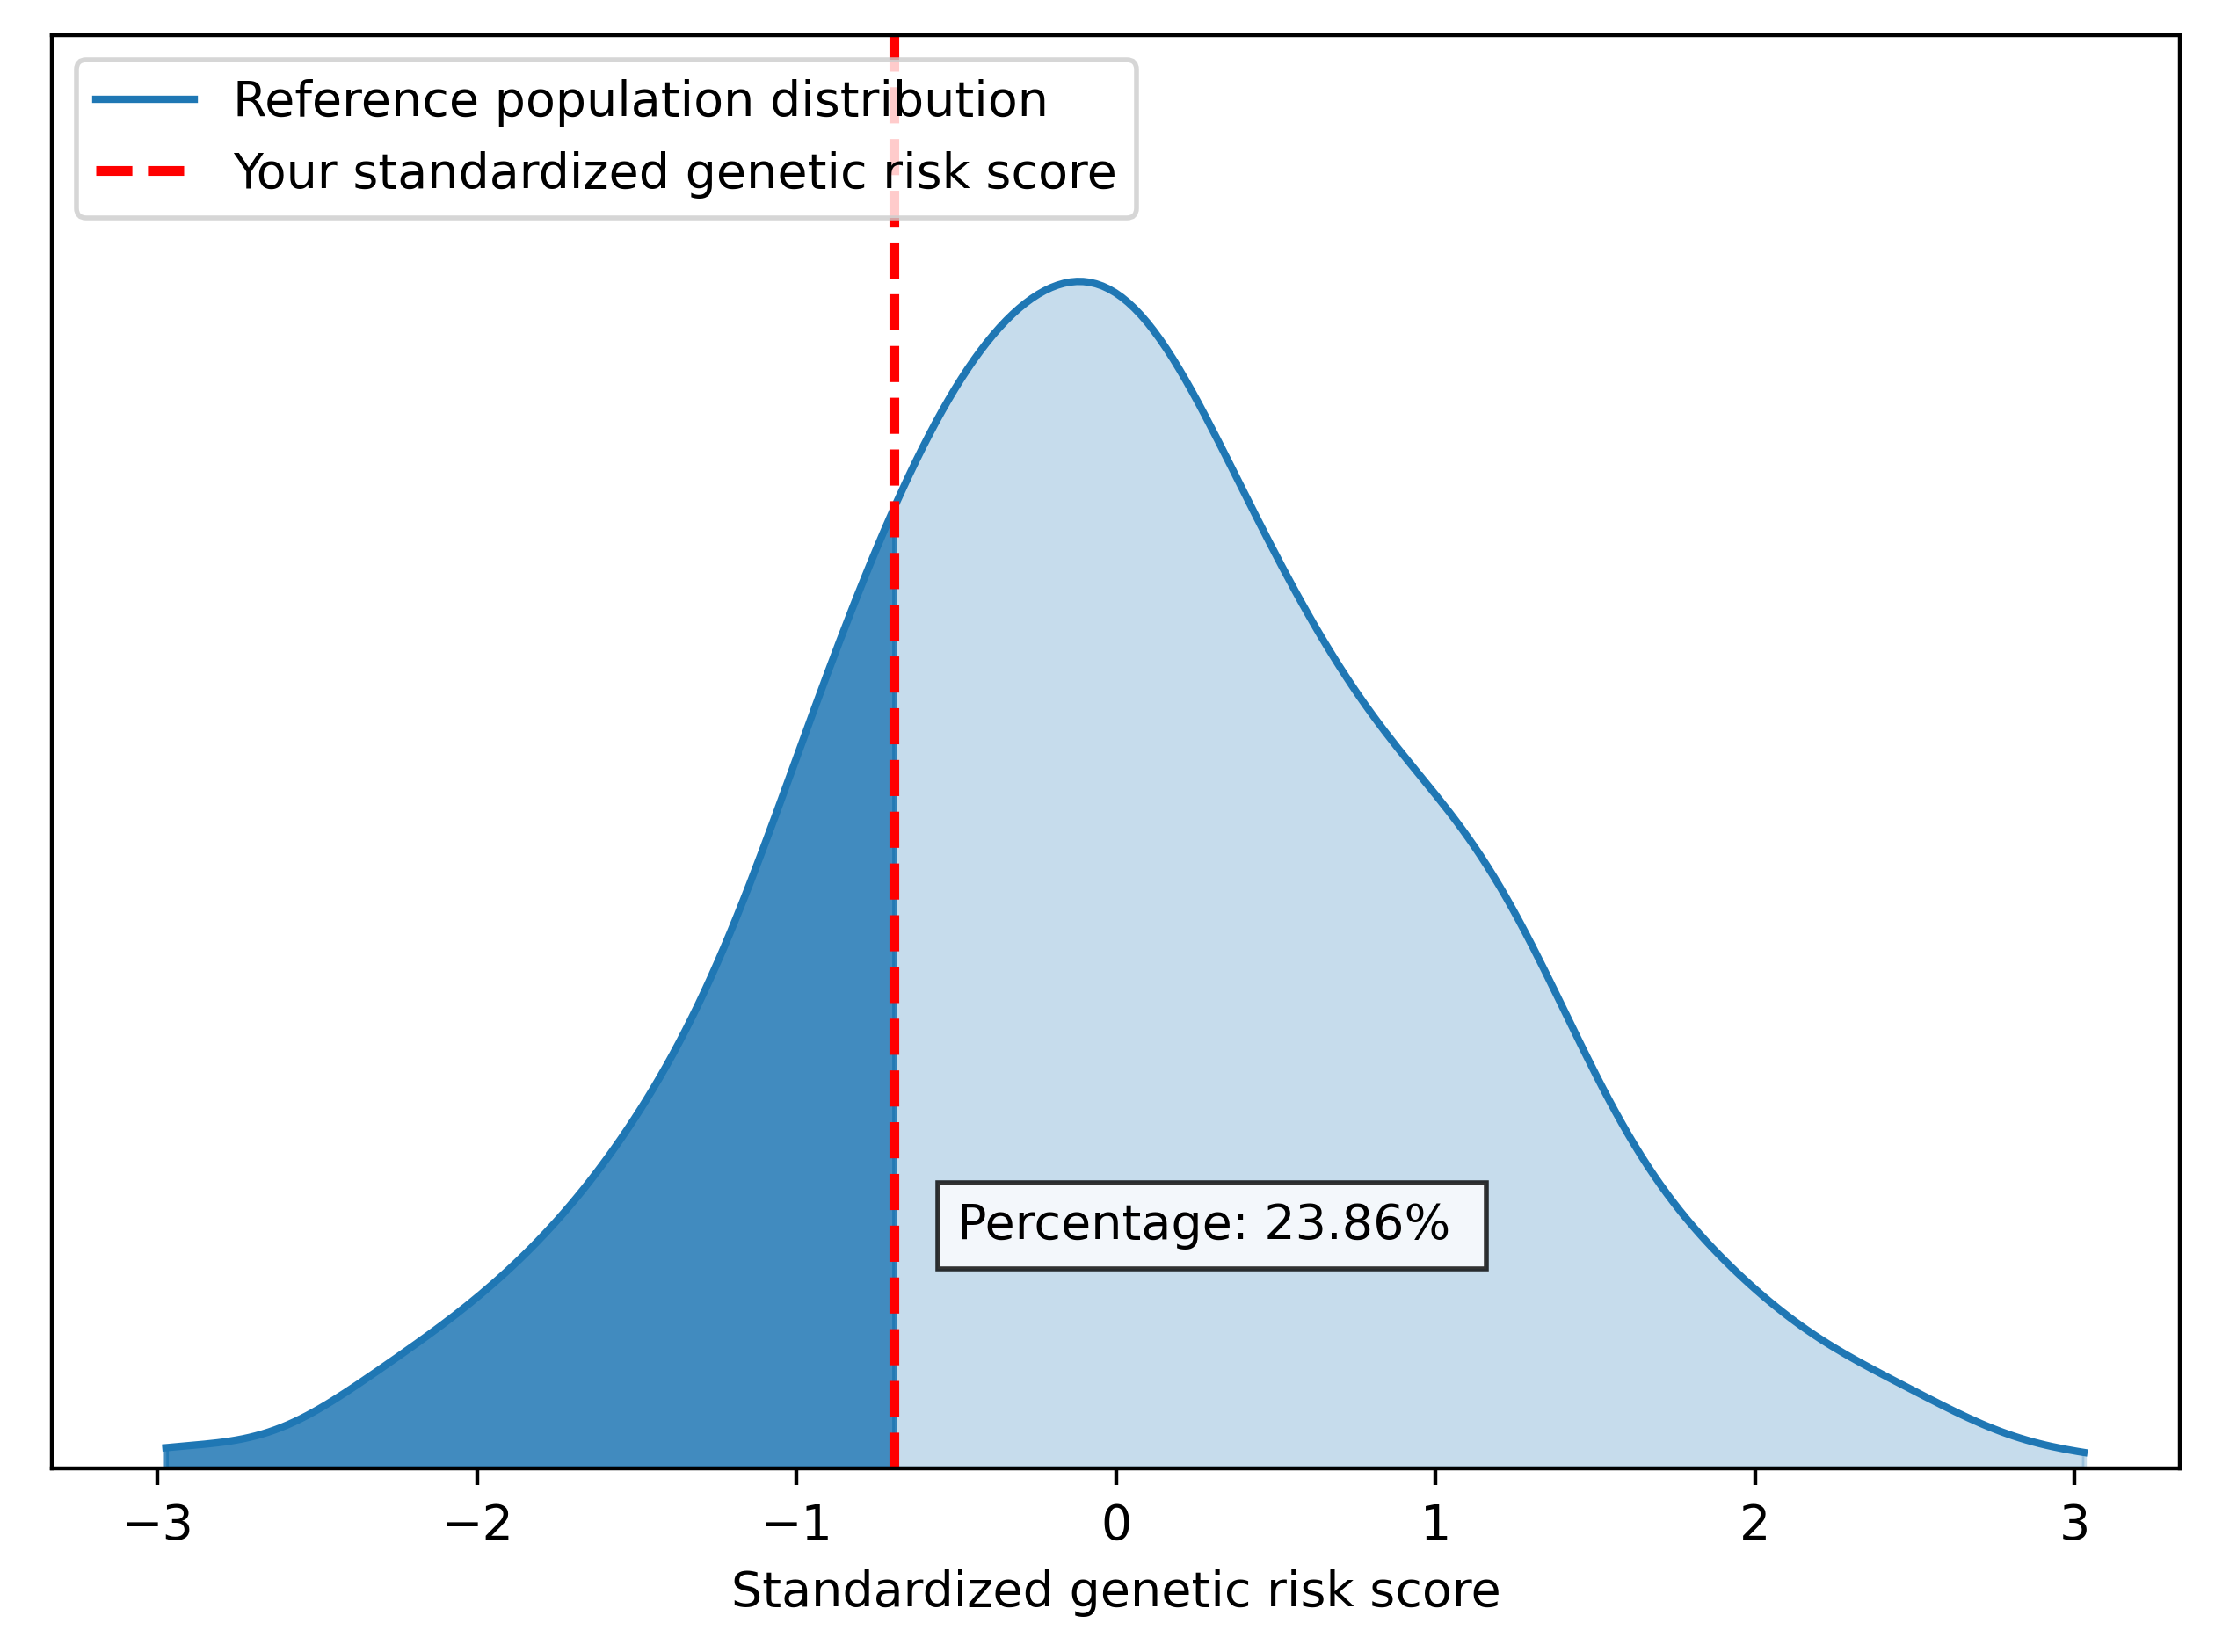 Reference population distribution
Your standardized genetic risk score
Percentage: 23.86%
−3 −2 −1 0 1 2 3
Standardized genetic risk score